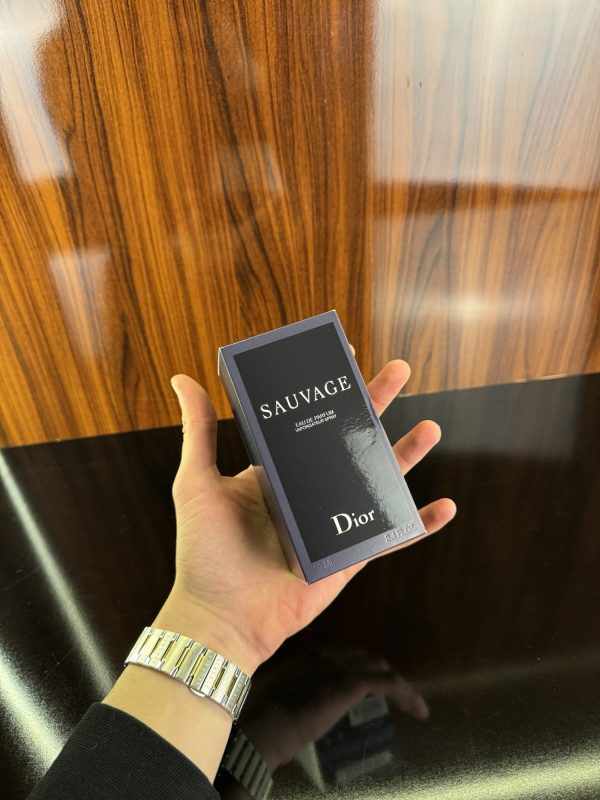 SAUVAGE
EAU DE PARFUM
VAPORISATEUR SPRAY
Dior